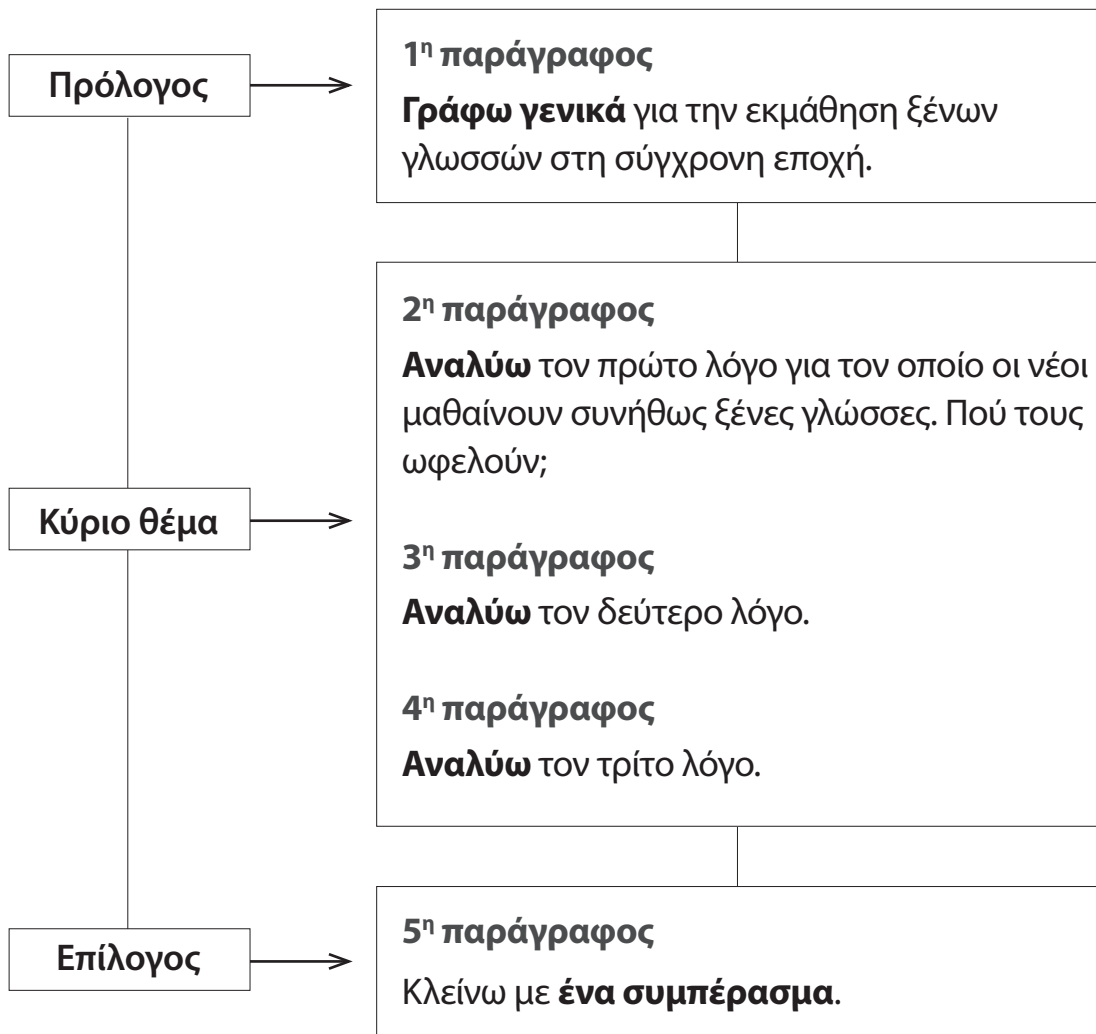 Πρόλογος
1η παράγραφος
Γράφω γενικά για την εκμάθηση ξένων
γλωσσών στη σύγχρονη εποχή.
Κύριο θέμα
2η παράγραφος
Αναλύω τον πρώτο λόγο για τον οποίο οι νέοι
μαθαίνουν συνήθως ξένες γλώσσες. Πού τους
ωφελούν;
3η παράγραφος
Αναλύω τον δεύτερο λόγο.
4η παράγραφος
Αναλύω τον τρίτο λόγο.
Επίλογος
5η παράγραφος
Κλείνω με ένα συμπέρασμα.